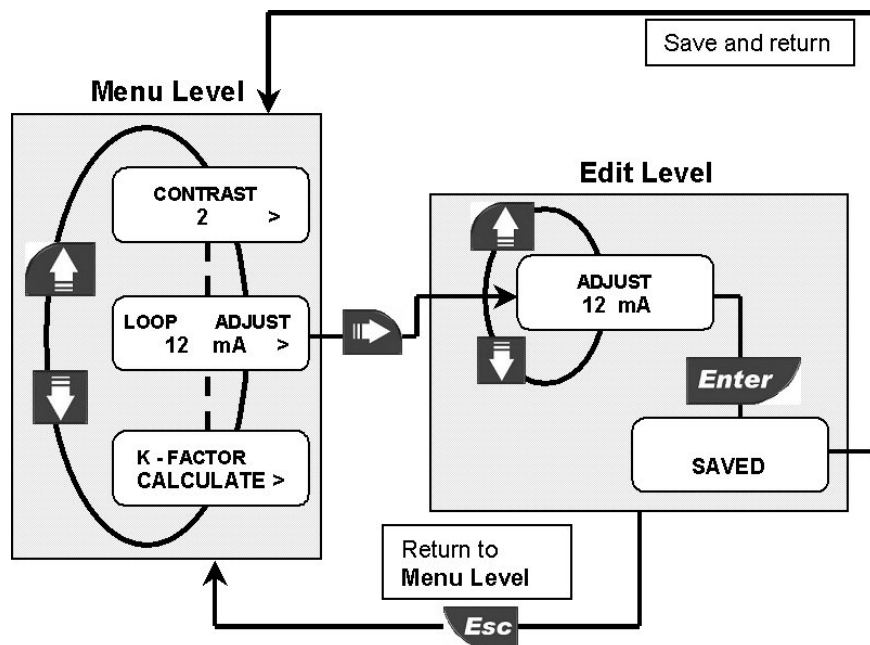 Save and return
Menu Level
CONTRAST
2 >
LOOP ADJUST
12 mA >
K - FACTOR
CALCULATE >
Edit Level
ADJUST
12 mA
Enter
SAVED
Return to
Menu Level
Esc